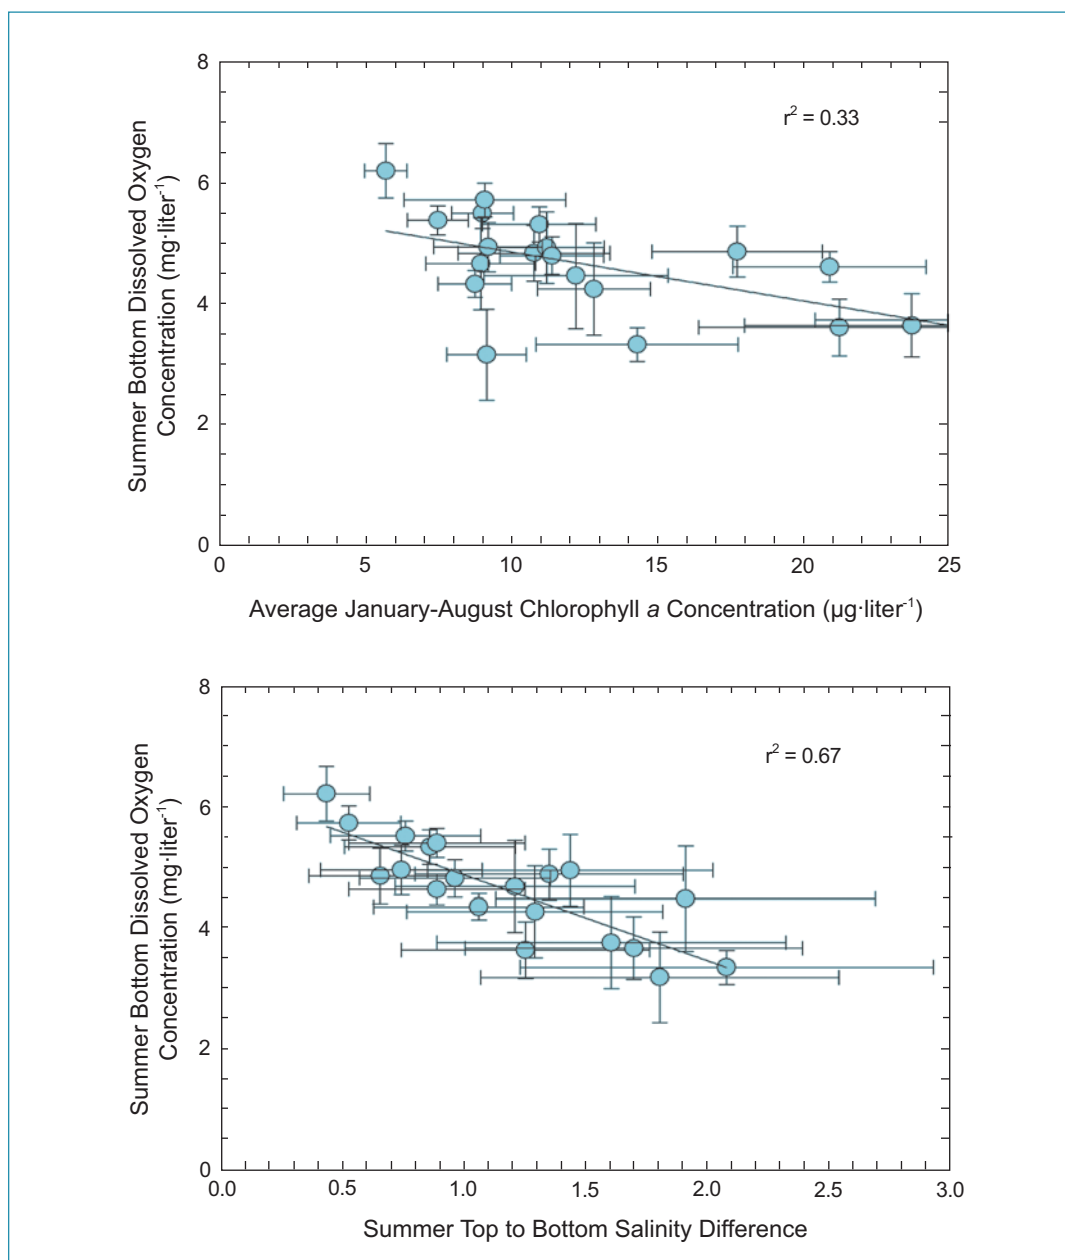 8
r² = 0.33
6
4
2
0
Summer Bottom Dissolved Oxygen
Concentration (mg·liter⁻¹)
0 5 10 15 20 25
Average January-August Chlorophyll a Concentration (µg·liter⁻¹)
8
r² = 0.67
6
4
2
0
Summer Bottom Dissolved Oxygen
Concentration (mg·liter⁻¹)
0.0 0.5 1.0 1.5 2.0 2.5 3.0
Summer Top to Bottom Salinity Difference